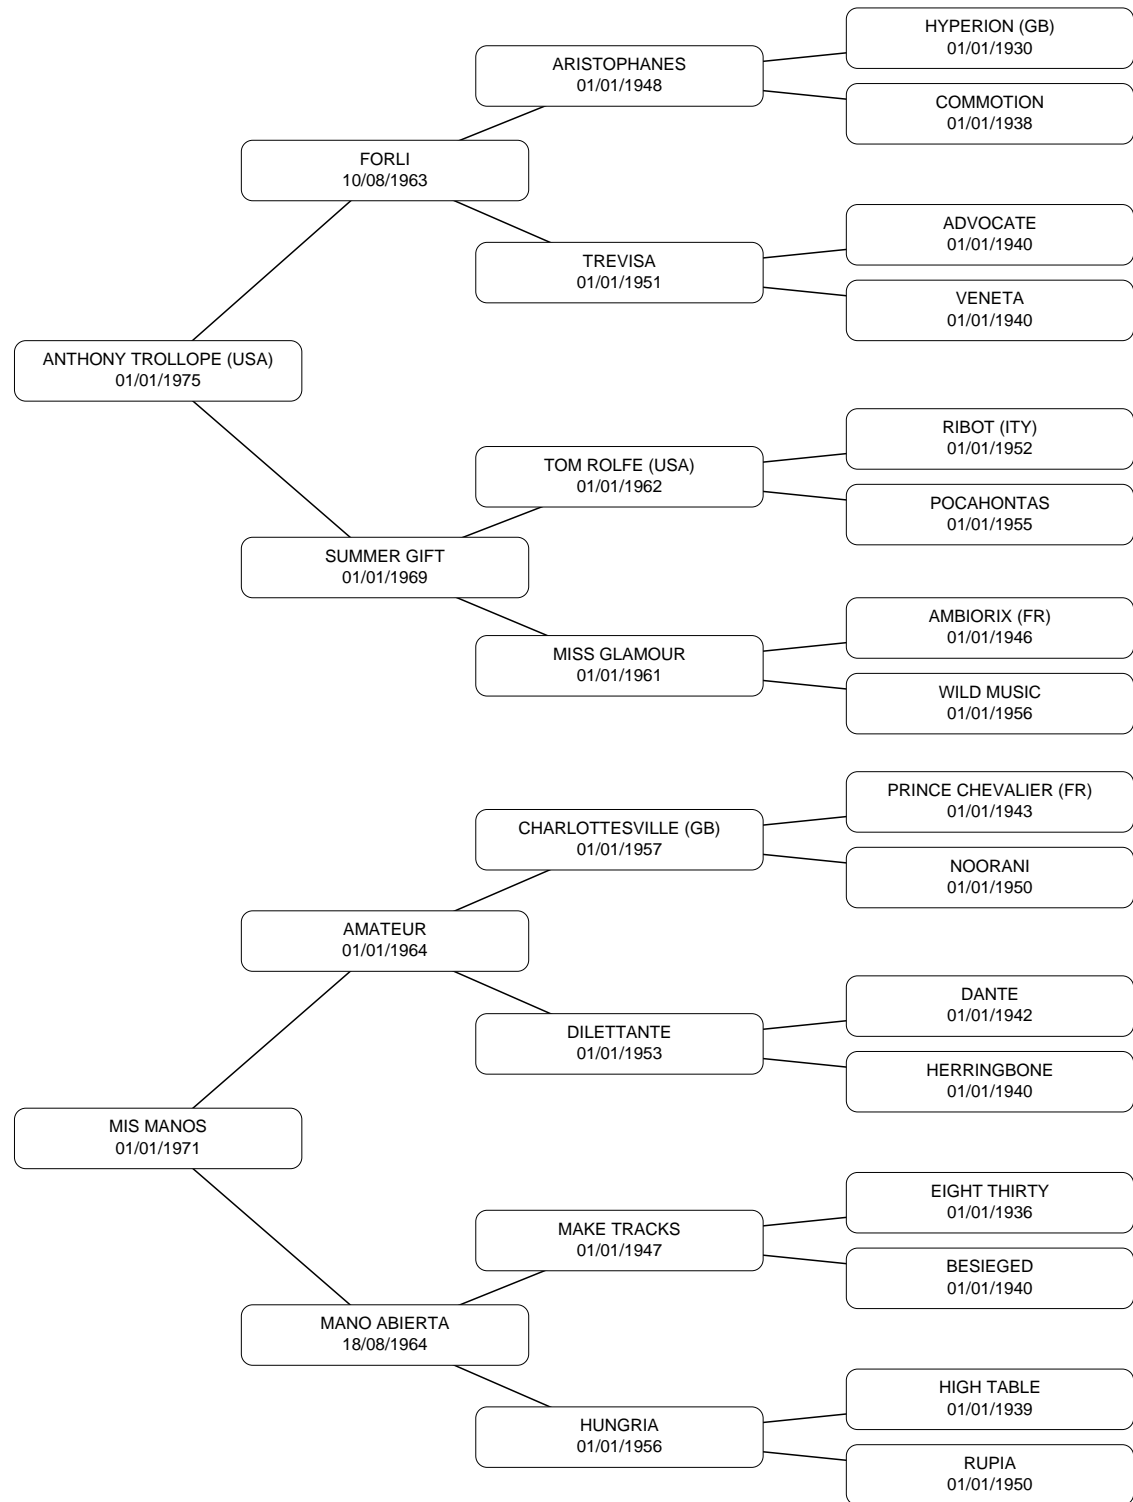 HYPERION (GB)
01/01/1930
ARISTOPHANES
01/01/1948
COMMOTION
01/01/1938
FORLI
10/08/1963
ADVOCATE
01/01/1940
TREVISA
01/01/1951
VENETA
01/01/1940
ANTHONY TROLLOPE (USA)
01/01/1975
RIBOT (ITY)
01/01/1952
TOM ROLFE (USA)
01/01/1962
POCAHONTAS
01/01/1955
SUMMER GIFT
01/01/1969
AMBIORIX (FR)
01/01/1946
MISS GLAMOUR
01/01/1961
WILD MUSIC
01/01/1956
PRINCE CHEVALIER (FR)
01/01/1943
CHARLOTTESVILLE (GB)
01/01/1957
NOORANI
01/01/1950
AMATEUR
01/01/1964
DANTE
01/01/1942
DILETTANTE
01/01/1953
HERRINGBONE
01/01/1940
MIS MANOS
01/01/1971
EIGHT THIRTY
01/01/1936
MAKE TRACKS
01/01/1947
BESIEGED
01/01/1940
MANO ABIERTA
18/08/1964
HIGH TABLE
01/01/1939
HUNGRIA
01/01/1956
RUPIA
01/01/1950